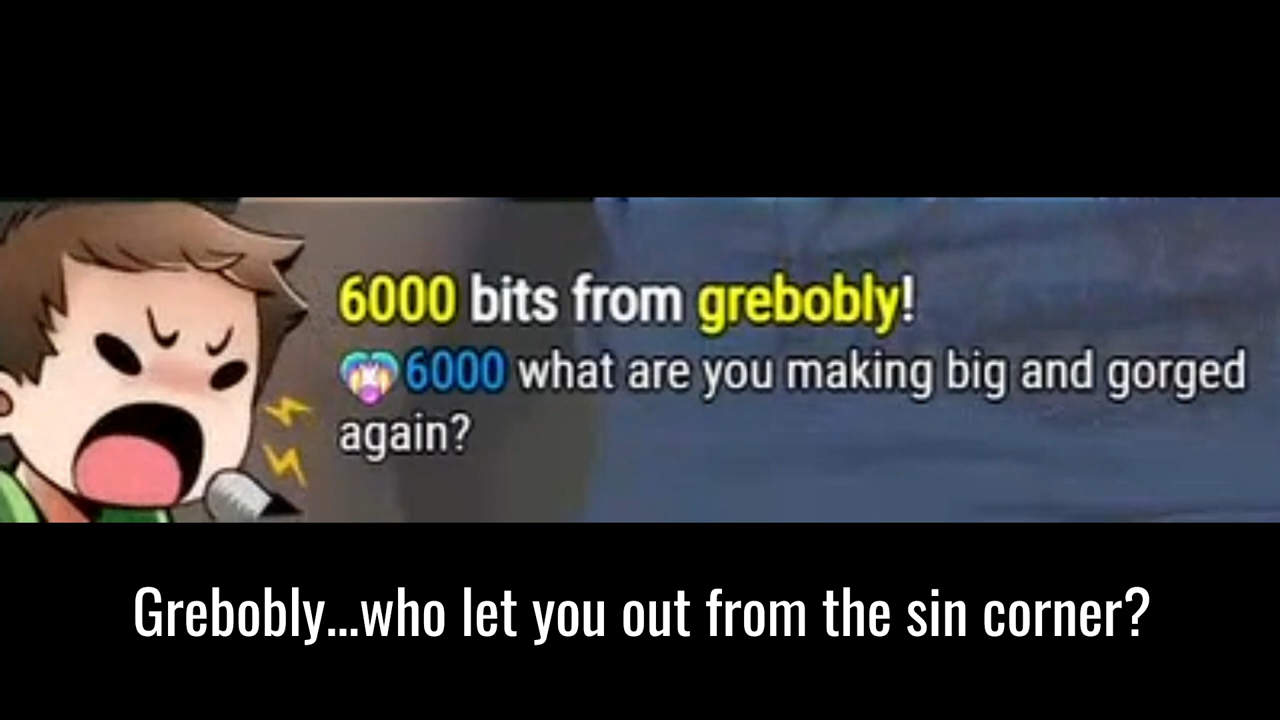 6000 bits from grebobly!
6000 what are you making big and gorged
again?
Grebobly...who let you out from the sin corner?